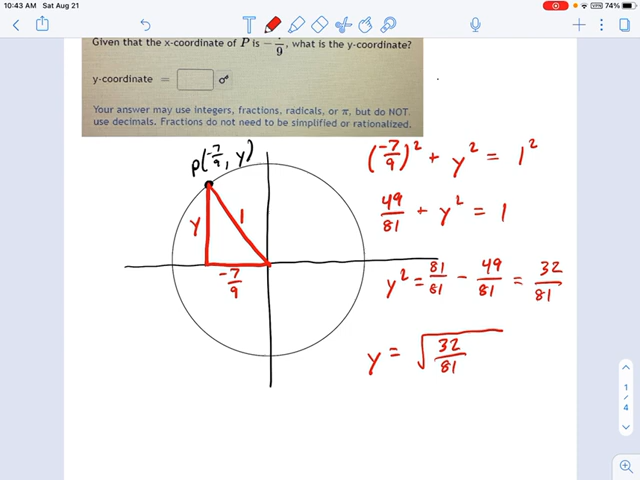 10:43 AM Sat Aug 21
74%
Given that the x-coordinate of P is −7/9, what is the y-coordinate?
y-coordinate =
Your answer may use integers, fractions, radicals, or π, but do NOT
use decimals. Fractions do not need to be simplified or rationalized.
P(-7/9, y)
(-7/9)² + y² = 1²
y
1
49/81 + y² = 1
-7/9
y² = 81/81 - 49/81 = 32/81
y = √(32/81)
1/4